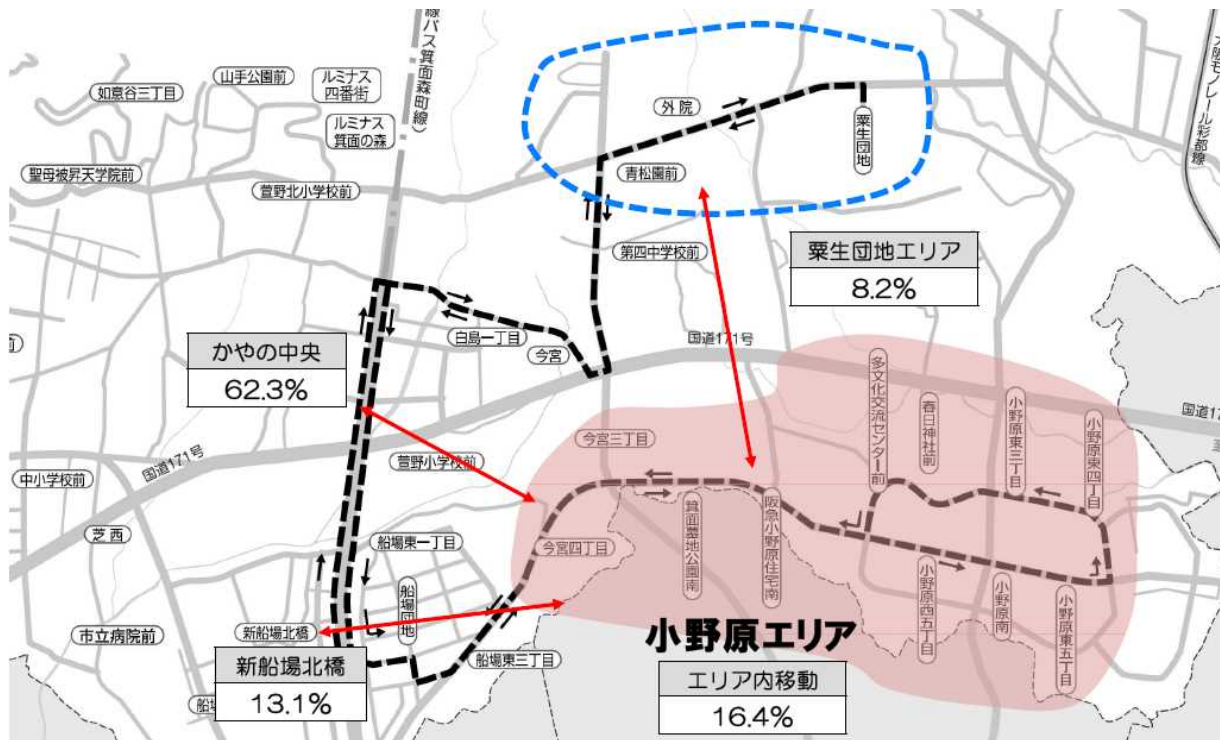 線バス箕面森町線)
如意谷三丁目
山手公園前
ルミナス
四番街
ルミナス
箕面の森
聖母被昇天学院前
萱野北小学校前
外院
粟生団地
青松園前
大阪モノレール彩都線
第四中学校前
粟生団地エリア
8.2%
白島一丁目
今宮
国道171号
かやの中央
62.3%
多文化交流センター前
春日神社前
小野原東三丁目
小野原東四丁目
国道17
今宮三丁目
萱野小学校前
国道171号
中小学校前
芝西
箕面墓地公園南
阪急小野原住宅南
今宮四丁目
船場東一丁目
船場団地
小野原西五丁目
小野原南
小野原東五丁目
新船場北橋
市立病院前
船場東三丁目
小野原エリア
新船場北橋
13.1%
エリア内移動
16.4%
船場